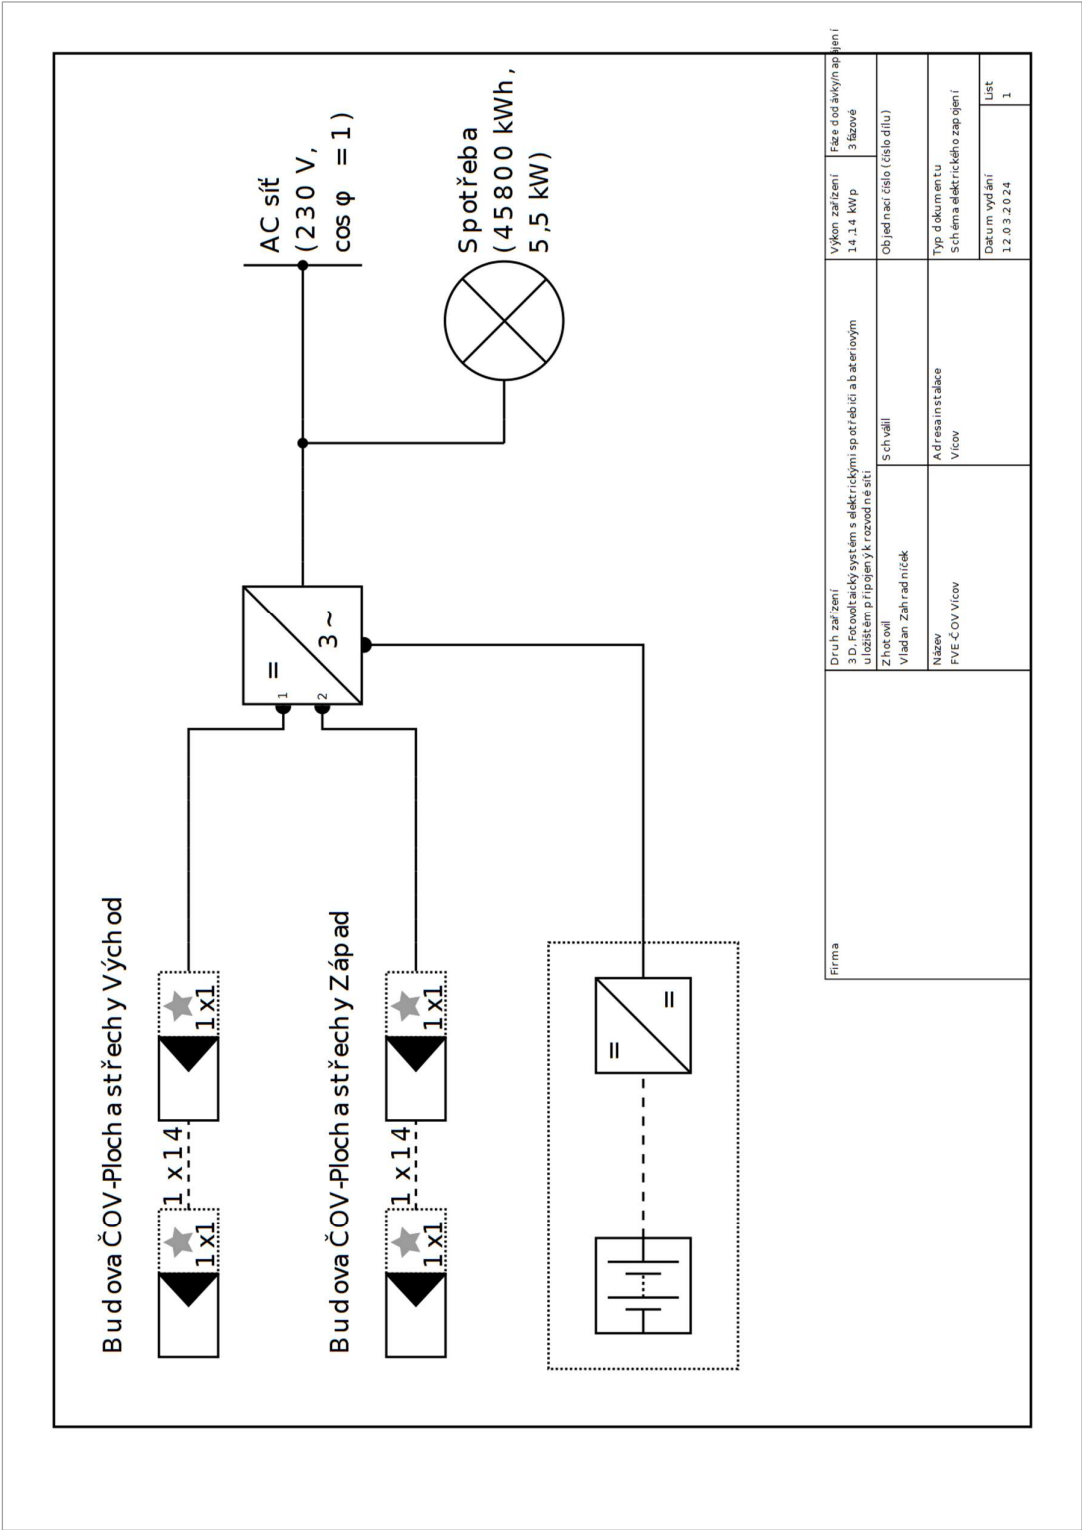 Budova ČOV-Plocha střechy Východ
1x1
1 x14
1x1
Budova ČOV-Plocha střechy Západ
1x1
1 x14
1x1
=
3~
1
2
AC síť
(230 V,
cos φ =1)
Spotřeba
(45800 kWh,
5,5 kW)
=
=
Firma
Druh zařízení
3D, Fotovoltaický systém s elektrickými spotřebiči a bateriovým
uložištěm připojený k rozvodné síti
Výkon zařízení
14,14 kWp
Fáze dodávky/napájení
3 fázové
Zhotovil
Vladan Zahradníček
Schválil
Objednací číslo (číslo dílu)
Název
FVE-ČOV Vícov
Adresa instalace
Vícov
Typ dokumentu
Schéma elektrického zapojení
Datum vydání
12.03.2024
List
1